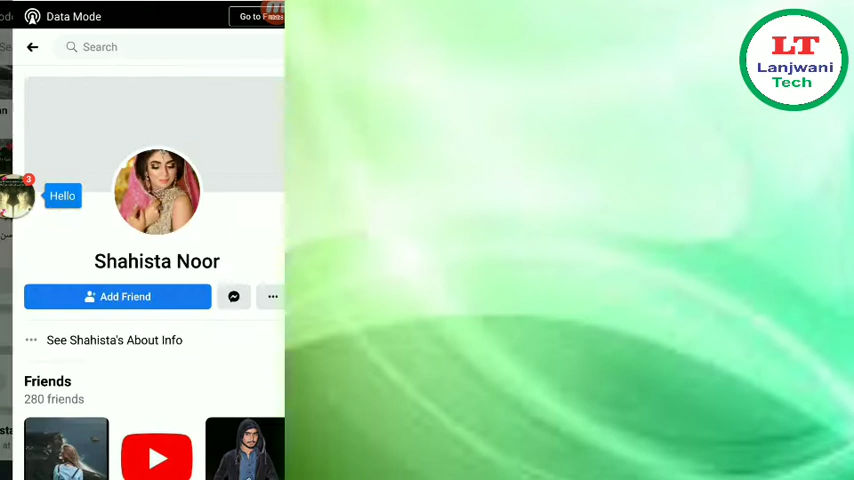 Data Mode
Go to F
Search
3
Hello
Shahista Noor
Add Friend
See Shahista's About Info
Friends
280 friends
LT
Lanjwani
Tech